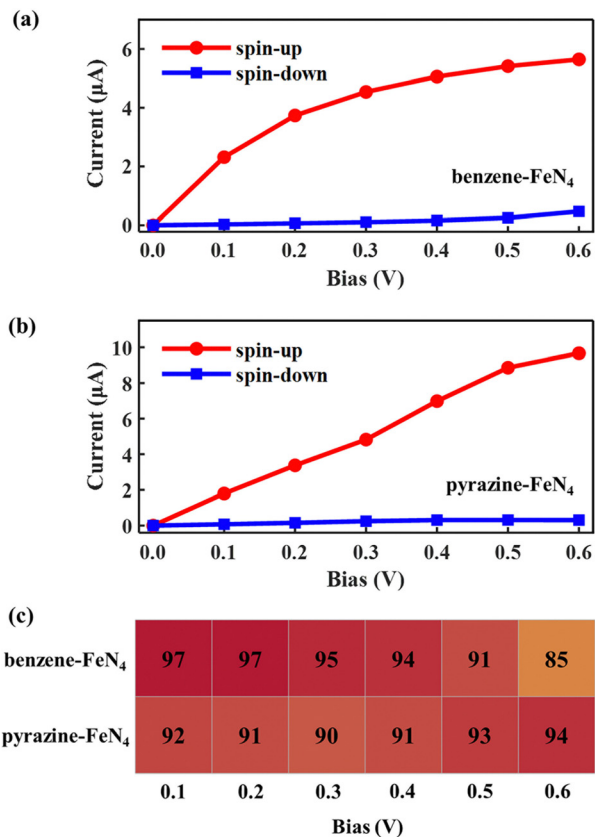 (a)
6
4
2
0
Current (μA)
spin-up
spin-down
benzene-FeN₄
0.0 0.1 0.2 0.3 0.4 0.5 0.6
Bias (V)
(b)
10
8
6
4
2
0
Current (μA)
spin-up
spin-down
pyrazine-FeN₄
0.0 0.1 0.2 0.3 0.4 0.5 0.6
Bias (V)
(c)
benzene-FeN₄ 97 97 95 94 91 85
pyrazine-FeN₄ 92 91 90 91 93 94
0.1 0.2 0.3 0.4 0.5 0.6
Bias (V)